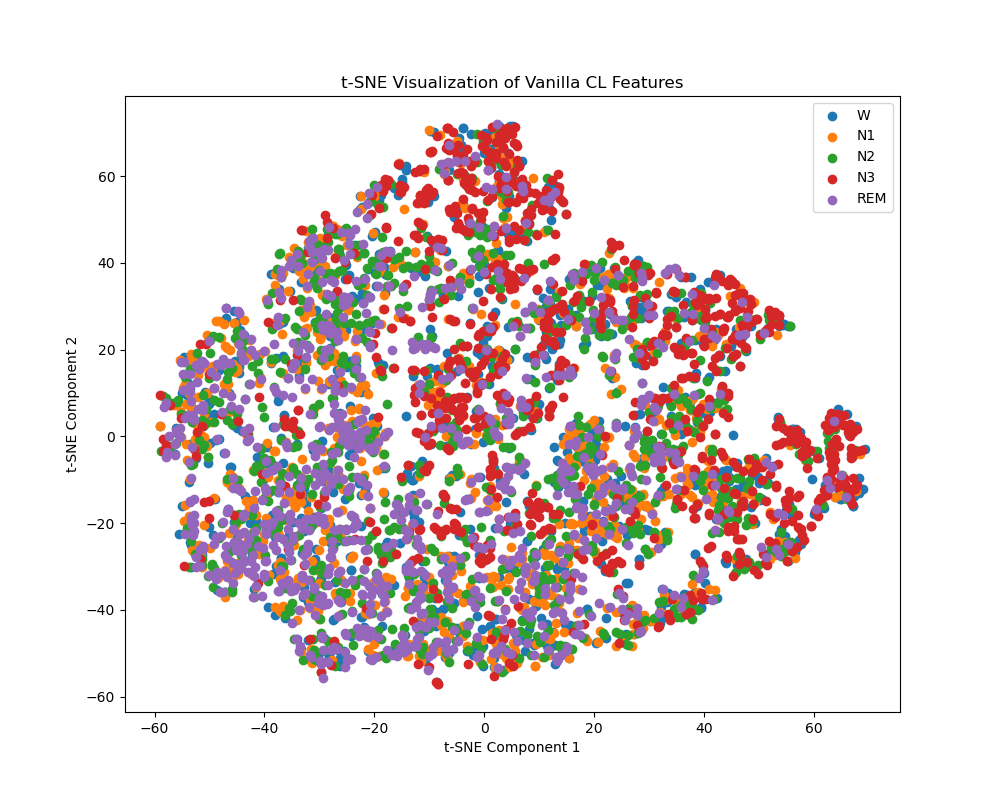 t-SNE Visualization of Vanilla CL Features
W
N1
N2
N3
REM
60
40
20
0
−20
−40
−60
t-SNE Component 2
−60
−40
−20
0
20
40
60
t-SNE Component 1